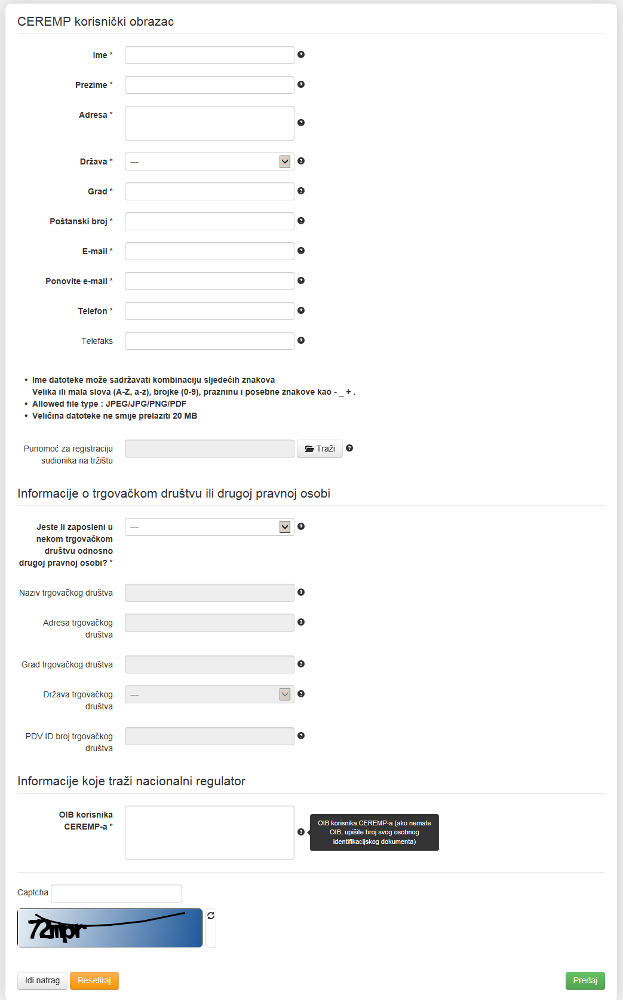 CEREMP korisnički obrazac
Ime *
Prezime *
Adresa *
Država *
---
Grad *
Poštanski broj *
E-mail *
Ponovite e-mail *
Telefon *
Telefaks
• Ime datoteke može sadržavati kombinaciju sljedećih znakova
Velika ili mala slova (A-Z, a-z), brojke (0-9), prazninu i posebne znakove kao - _ + .
• Allowed file type : JPEG/JPG/PNG/PDF
• Veličina datoteke ne smije prelaziti 20 MB
Punomoć za registraciju
sudionika na tržištu
Traži
Informacije o trgovačkom društvu ili drugoj pravnoj osobi
Jeste li zaposleni u
nekom trgovačkom
društvu odnosno
drugoj pravnoj osobi? *
---
Naziv trgovačkog društva
Adresa trgovačkog
društva
Grad trgovačkog društva
Država trgovačkog
društva
---
PDV ID broj trgovačkog
društva
Informacije koje traži nacionalni regulator
OIB korisnika
CEREMP-a *
OIB korisnika CEREMP-a (ako nemate
OIB, upišite broj svog osobnog
identifikacijskog dokumenta)
Captcha
Idi natrag
Resetiraj
Predaj